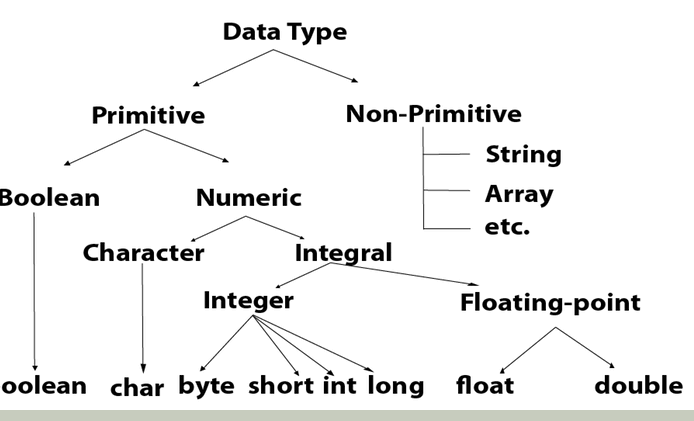 Data Type
Primitive
Non-Primitive
String
Array
etc.
Boolean
Numeric
Character
Integral
Integer
Floating-point
oolean
char
byte
short
int
long
float
double